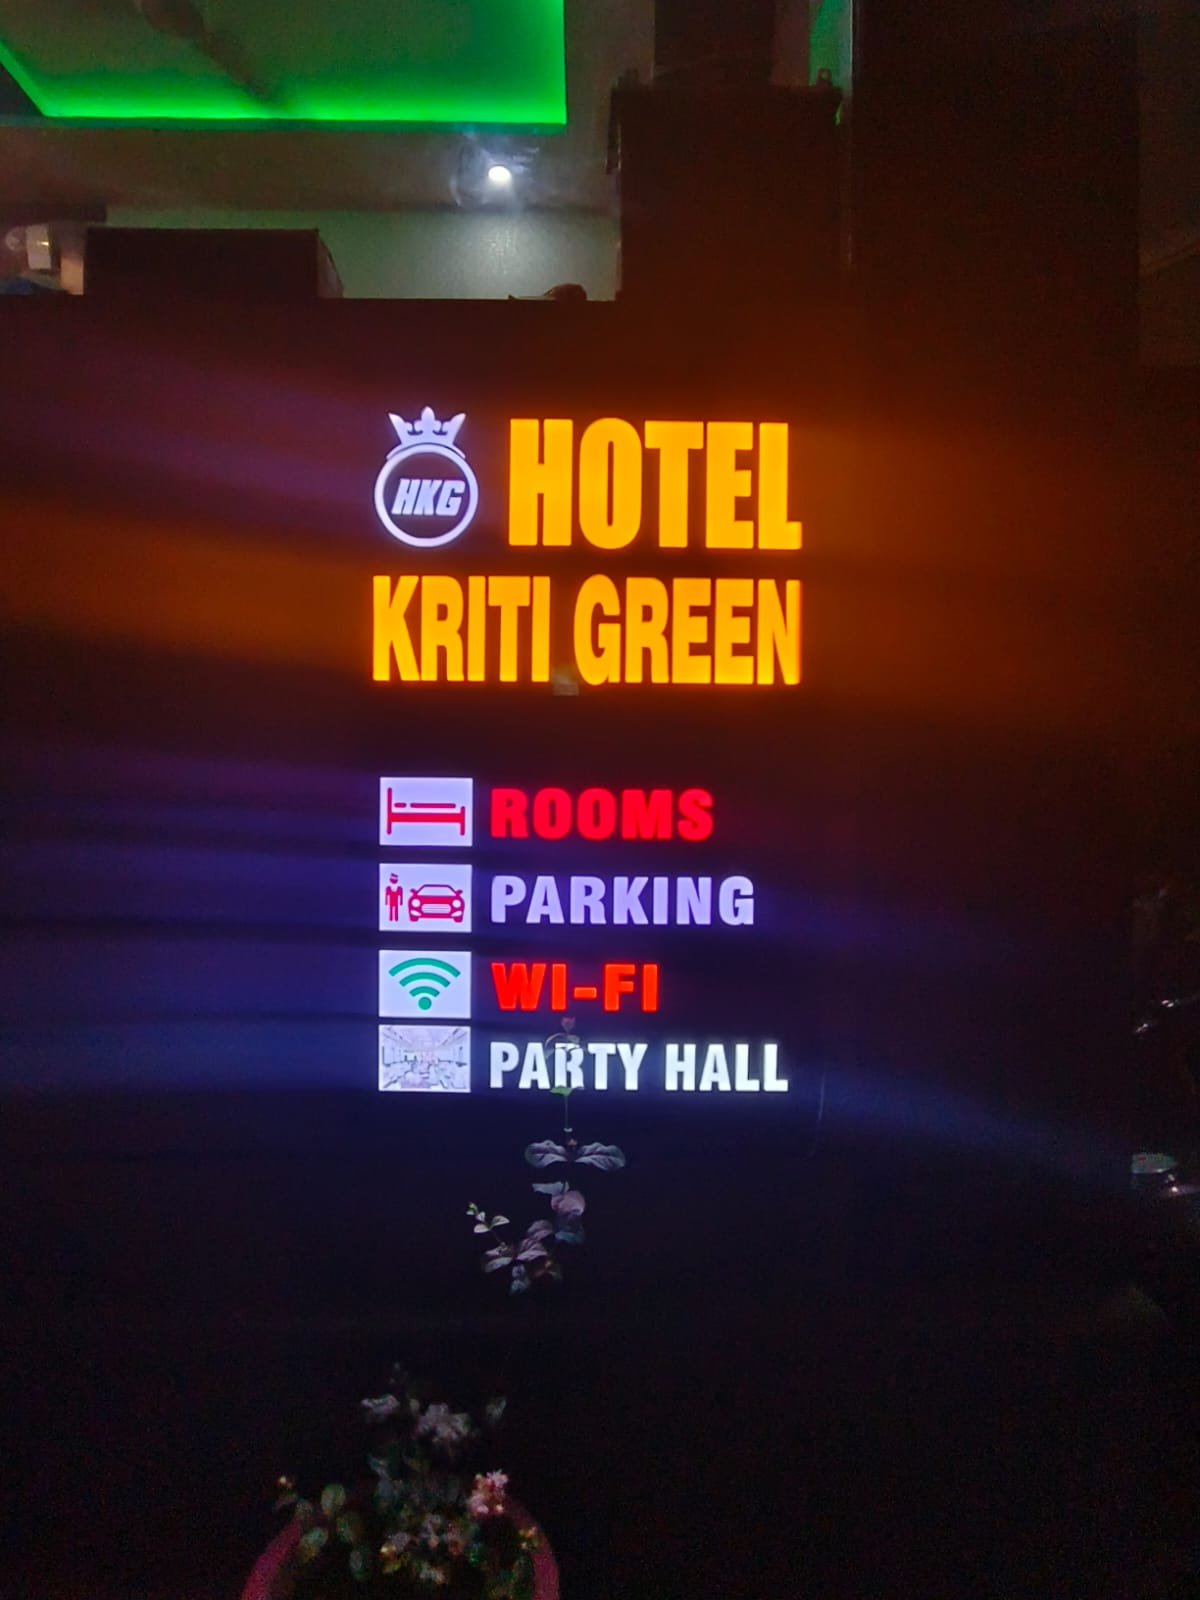 HKG
HOTEL
KRITI GREEN
ROOMS
PARKING
WI-FI
PARTY HALL